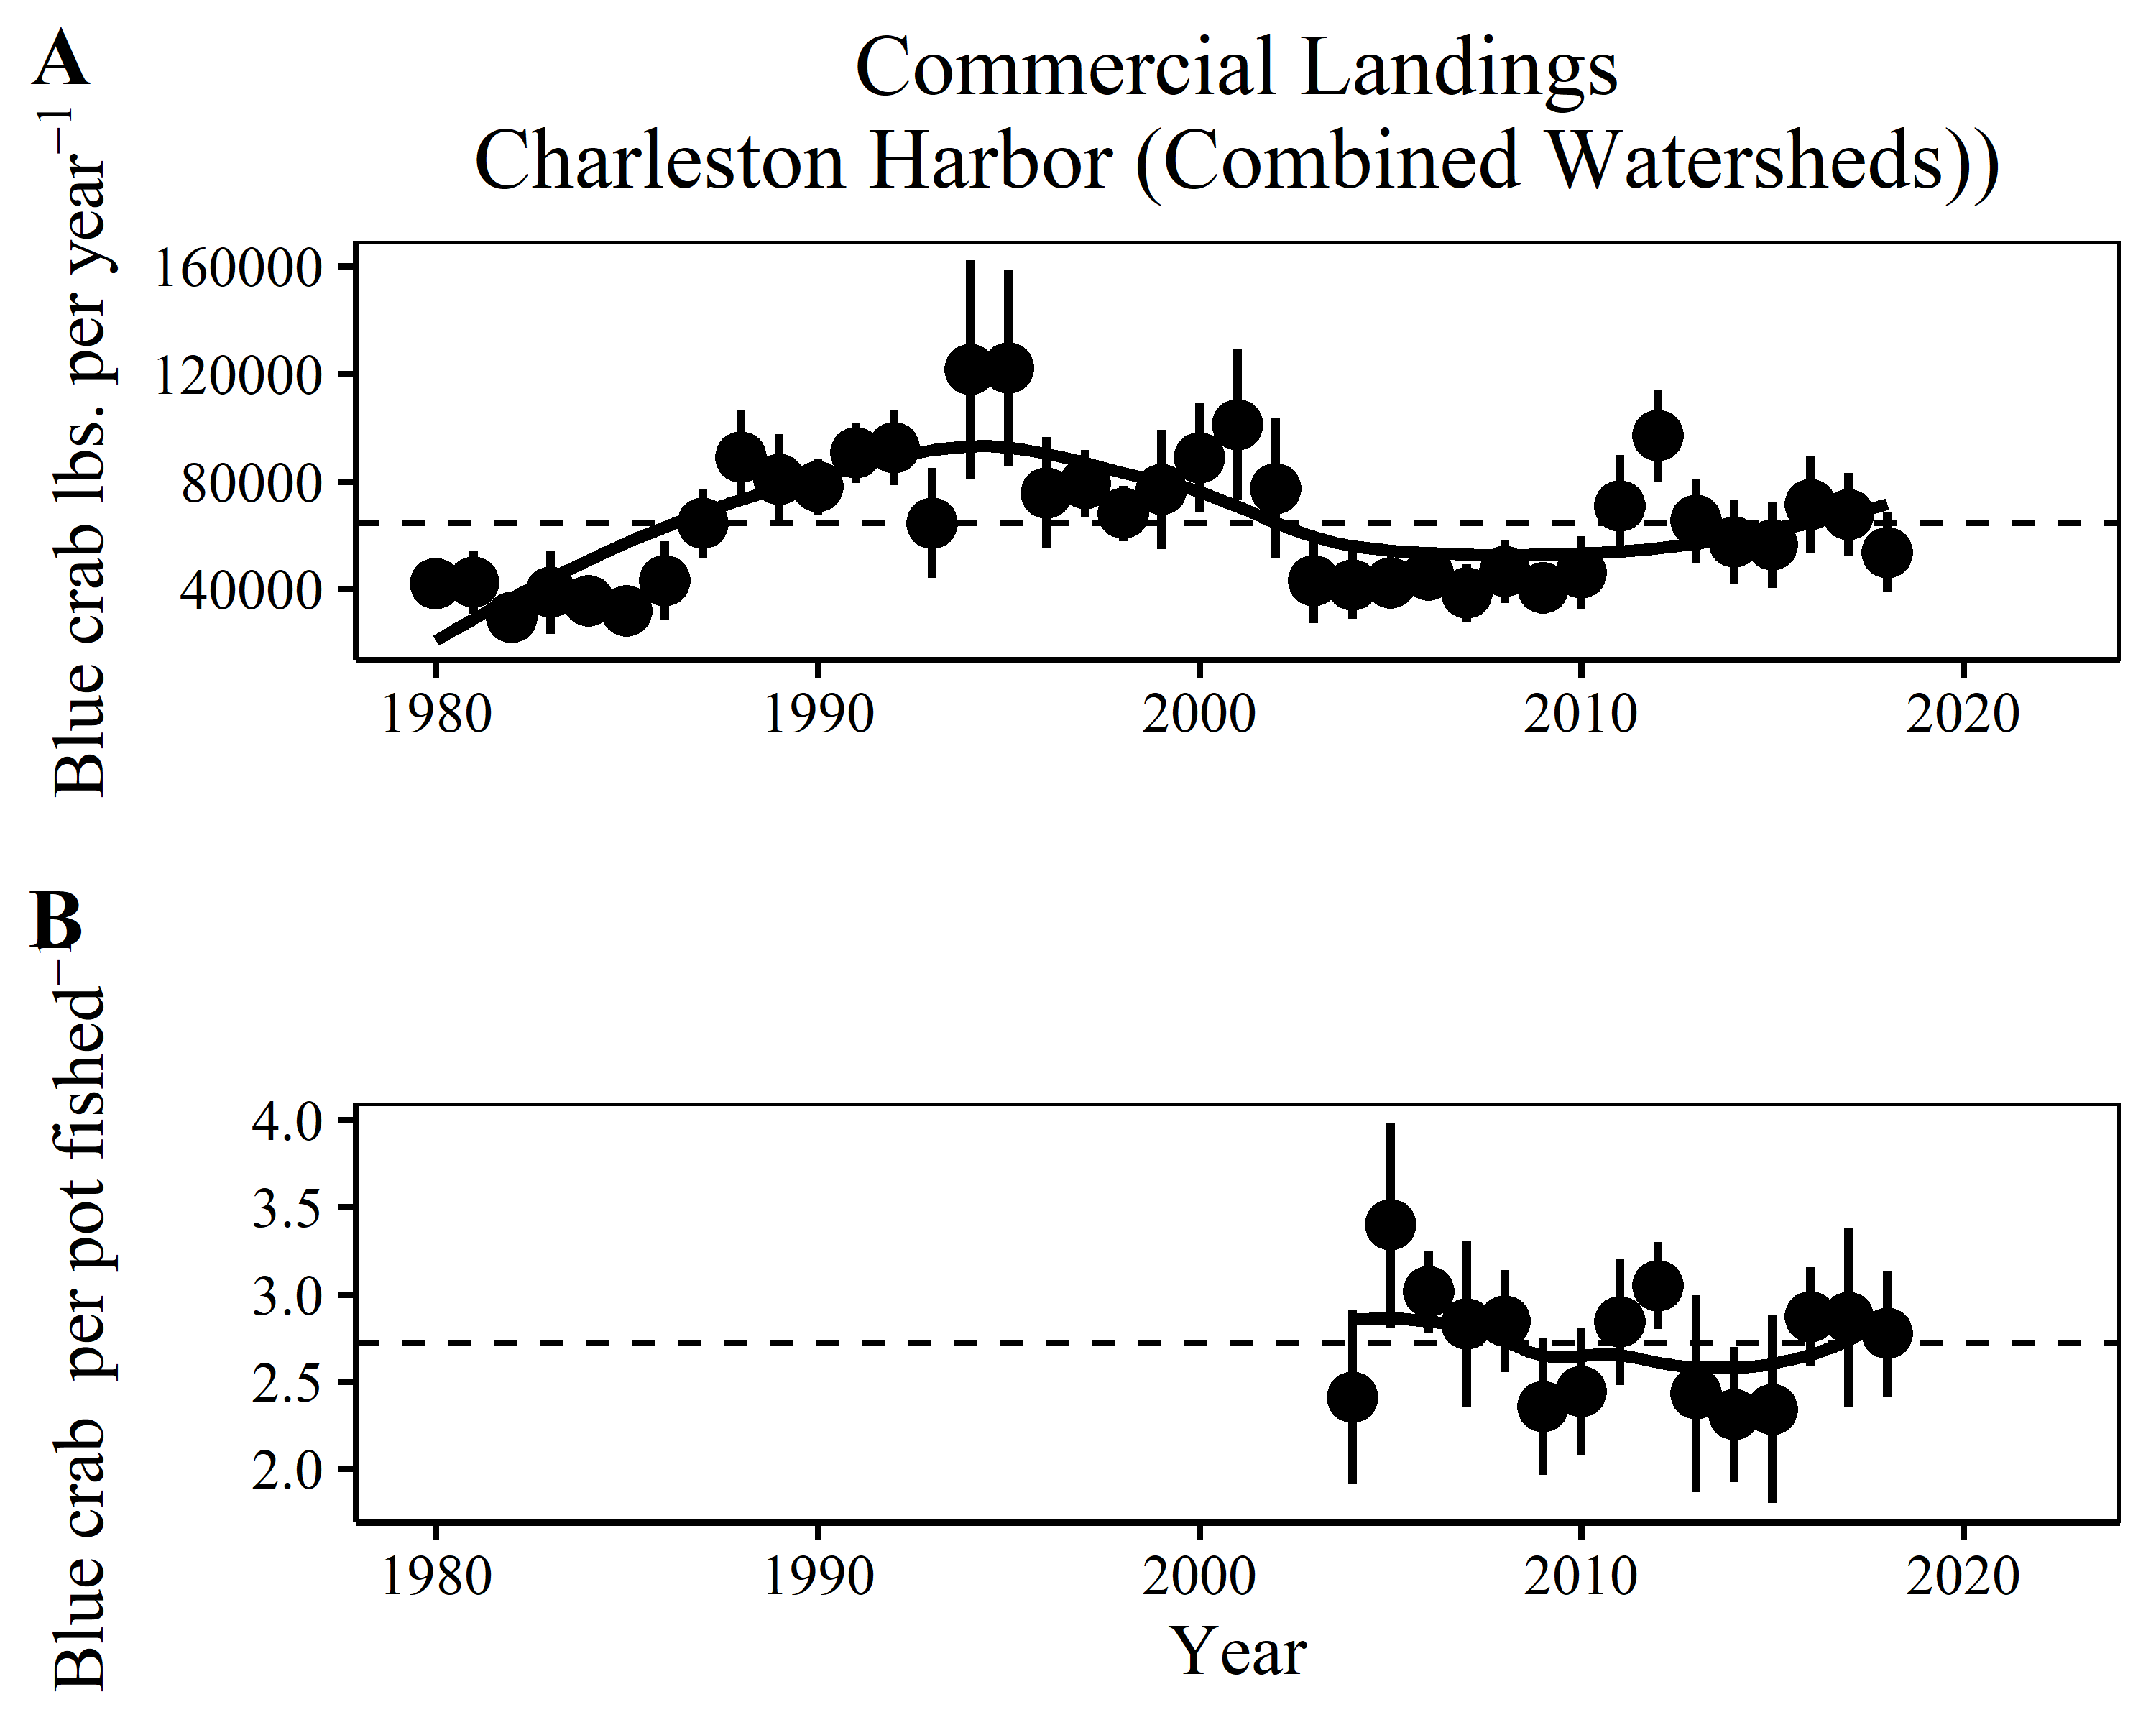 A
Commercial Landings
Charleston Harbor (Combined Watersheds))
Blue crab lbs. per year⁻¹
160000
120000
80000
40000
1980 1990 2000 2010 2020
B
Blue crab  per pot fished⁻¹
4.0
3.5
3.0
2.5
2.0
1980 1990 2000 2010 2020
Year